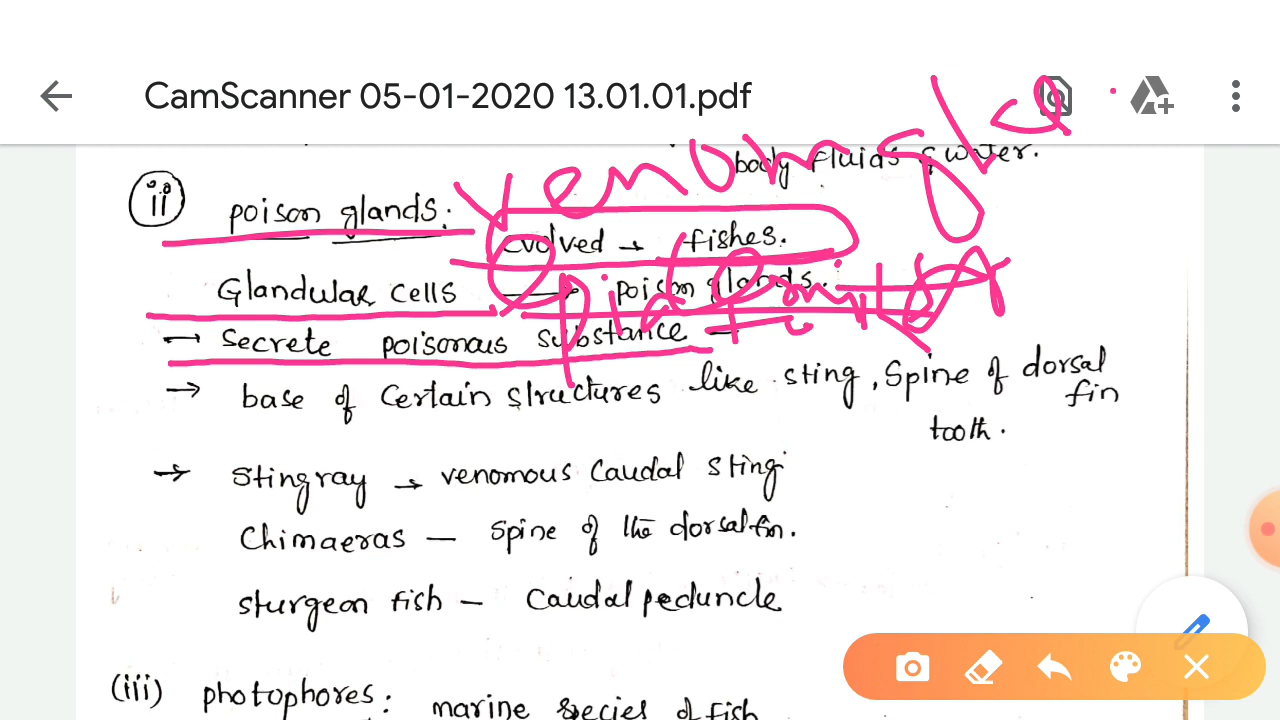 CamScanner 05-01-2020 13.01.01.pdf
body fluids & water.
venom gla
(ii) poison glands:
evolved → fishes.
Glandular cells → poison glands.
→ Secrete poisonous substance –
→ base of certain structures like sting, spine of dorsal fin
tooth.
→ Stingray → venomous caudal sting
Chimaeras – spine of the dorsal fin.
sturgeon fish – caudal peduncle
(iii) photophores: marine species of fish